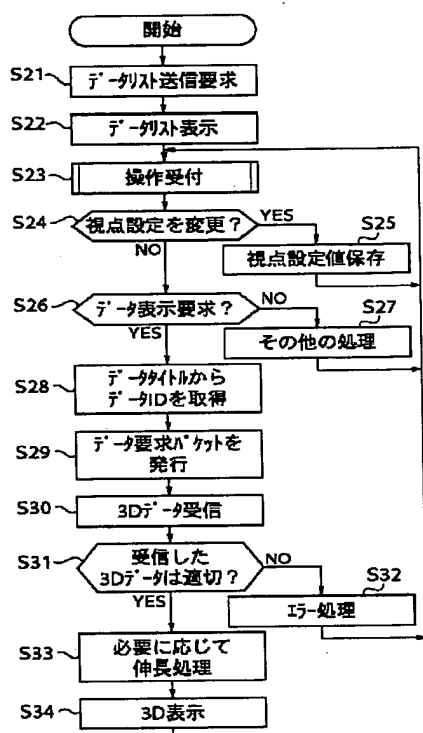 開始
S21
データリスト送信要求
S22
データリスト表示
S23
操作受付
S24
視点設定を変更？
YES
S25
視点設定値保存
NO
S26
データ表示要求？
NO
S27
その他の処理
YES
S28
データタイトルから
データIDを取得
S29
データ要求パケットを
発行
S30
3Dデータ受信
S31
受信した
3Dデータは適切？
NO
S32
エラー処理
YES
S33
必要に応じて
伸長処理
S34
3D表示